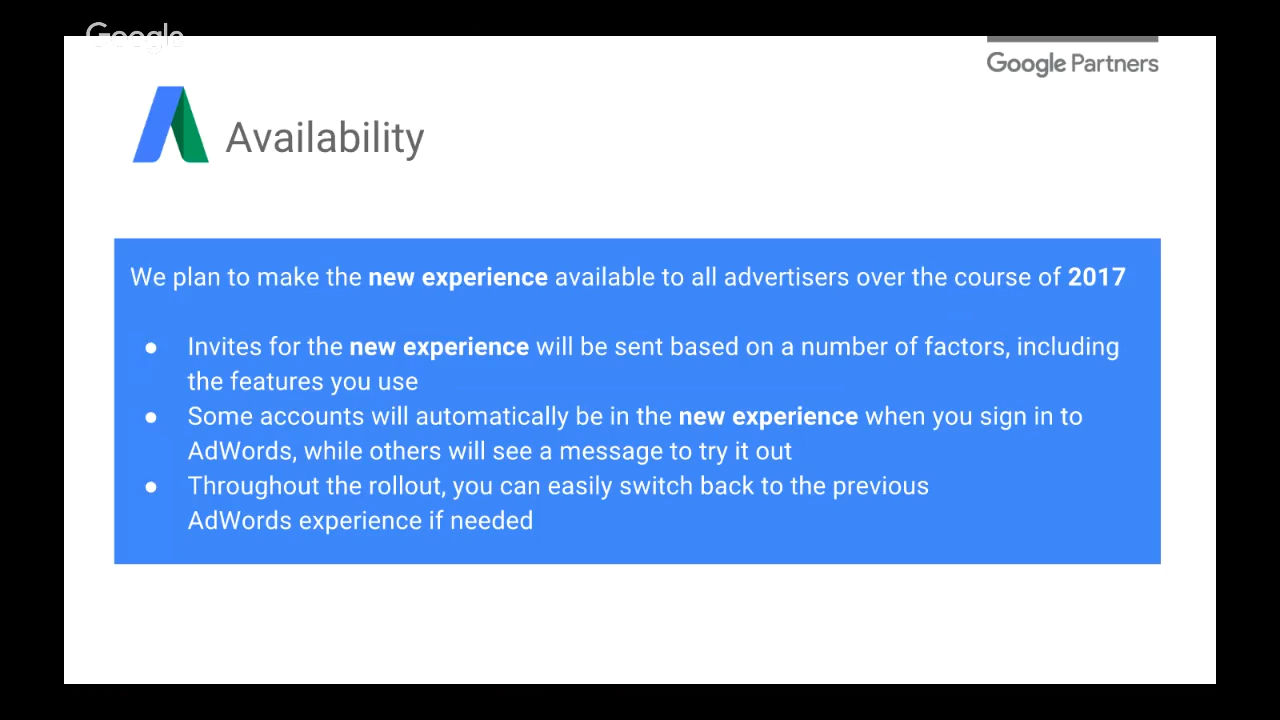 Google
Google Partners
Availability
We plan to make the new experience available to all advertisers over the course of 2017
● Invites for the new experience will be sent based on a number of factors, including
the features you use
● Some accounts will automatically be in the new experience when you sign in to
AdWords, while others will see a message to try it out
● Throughout the rollout, you can easily switch back to the previous
AdWords experience if needed